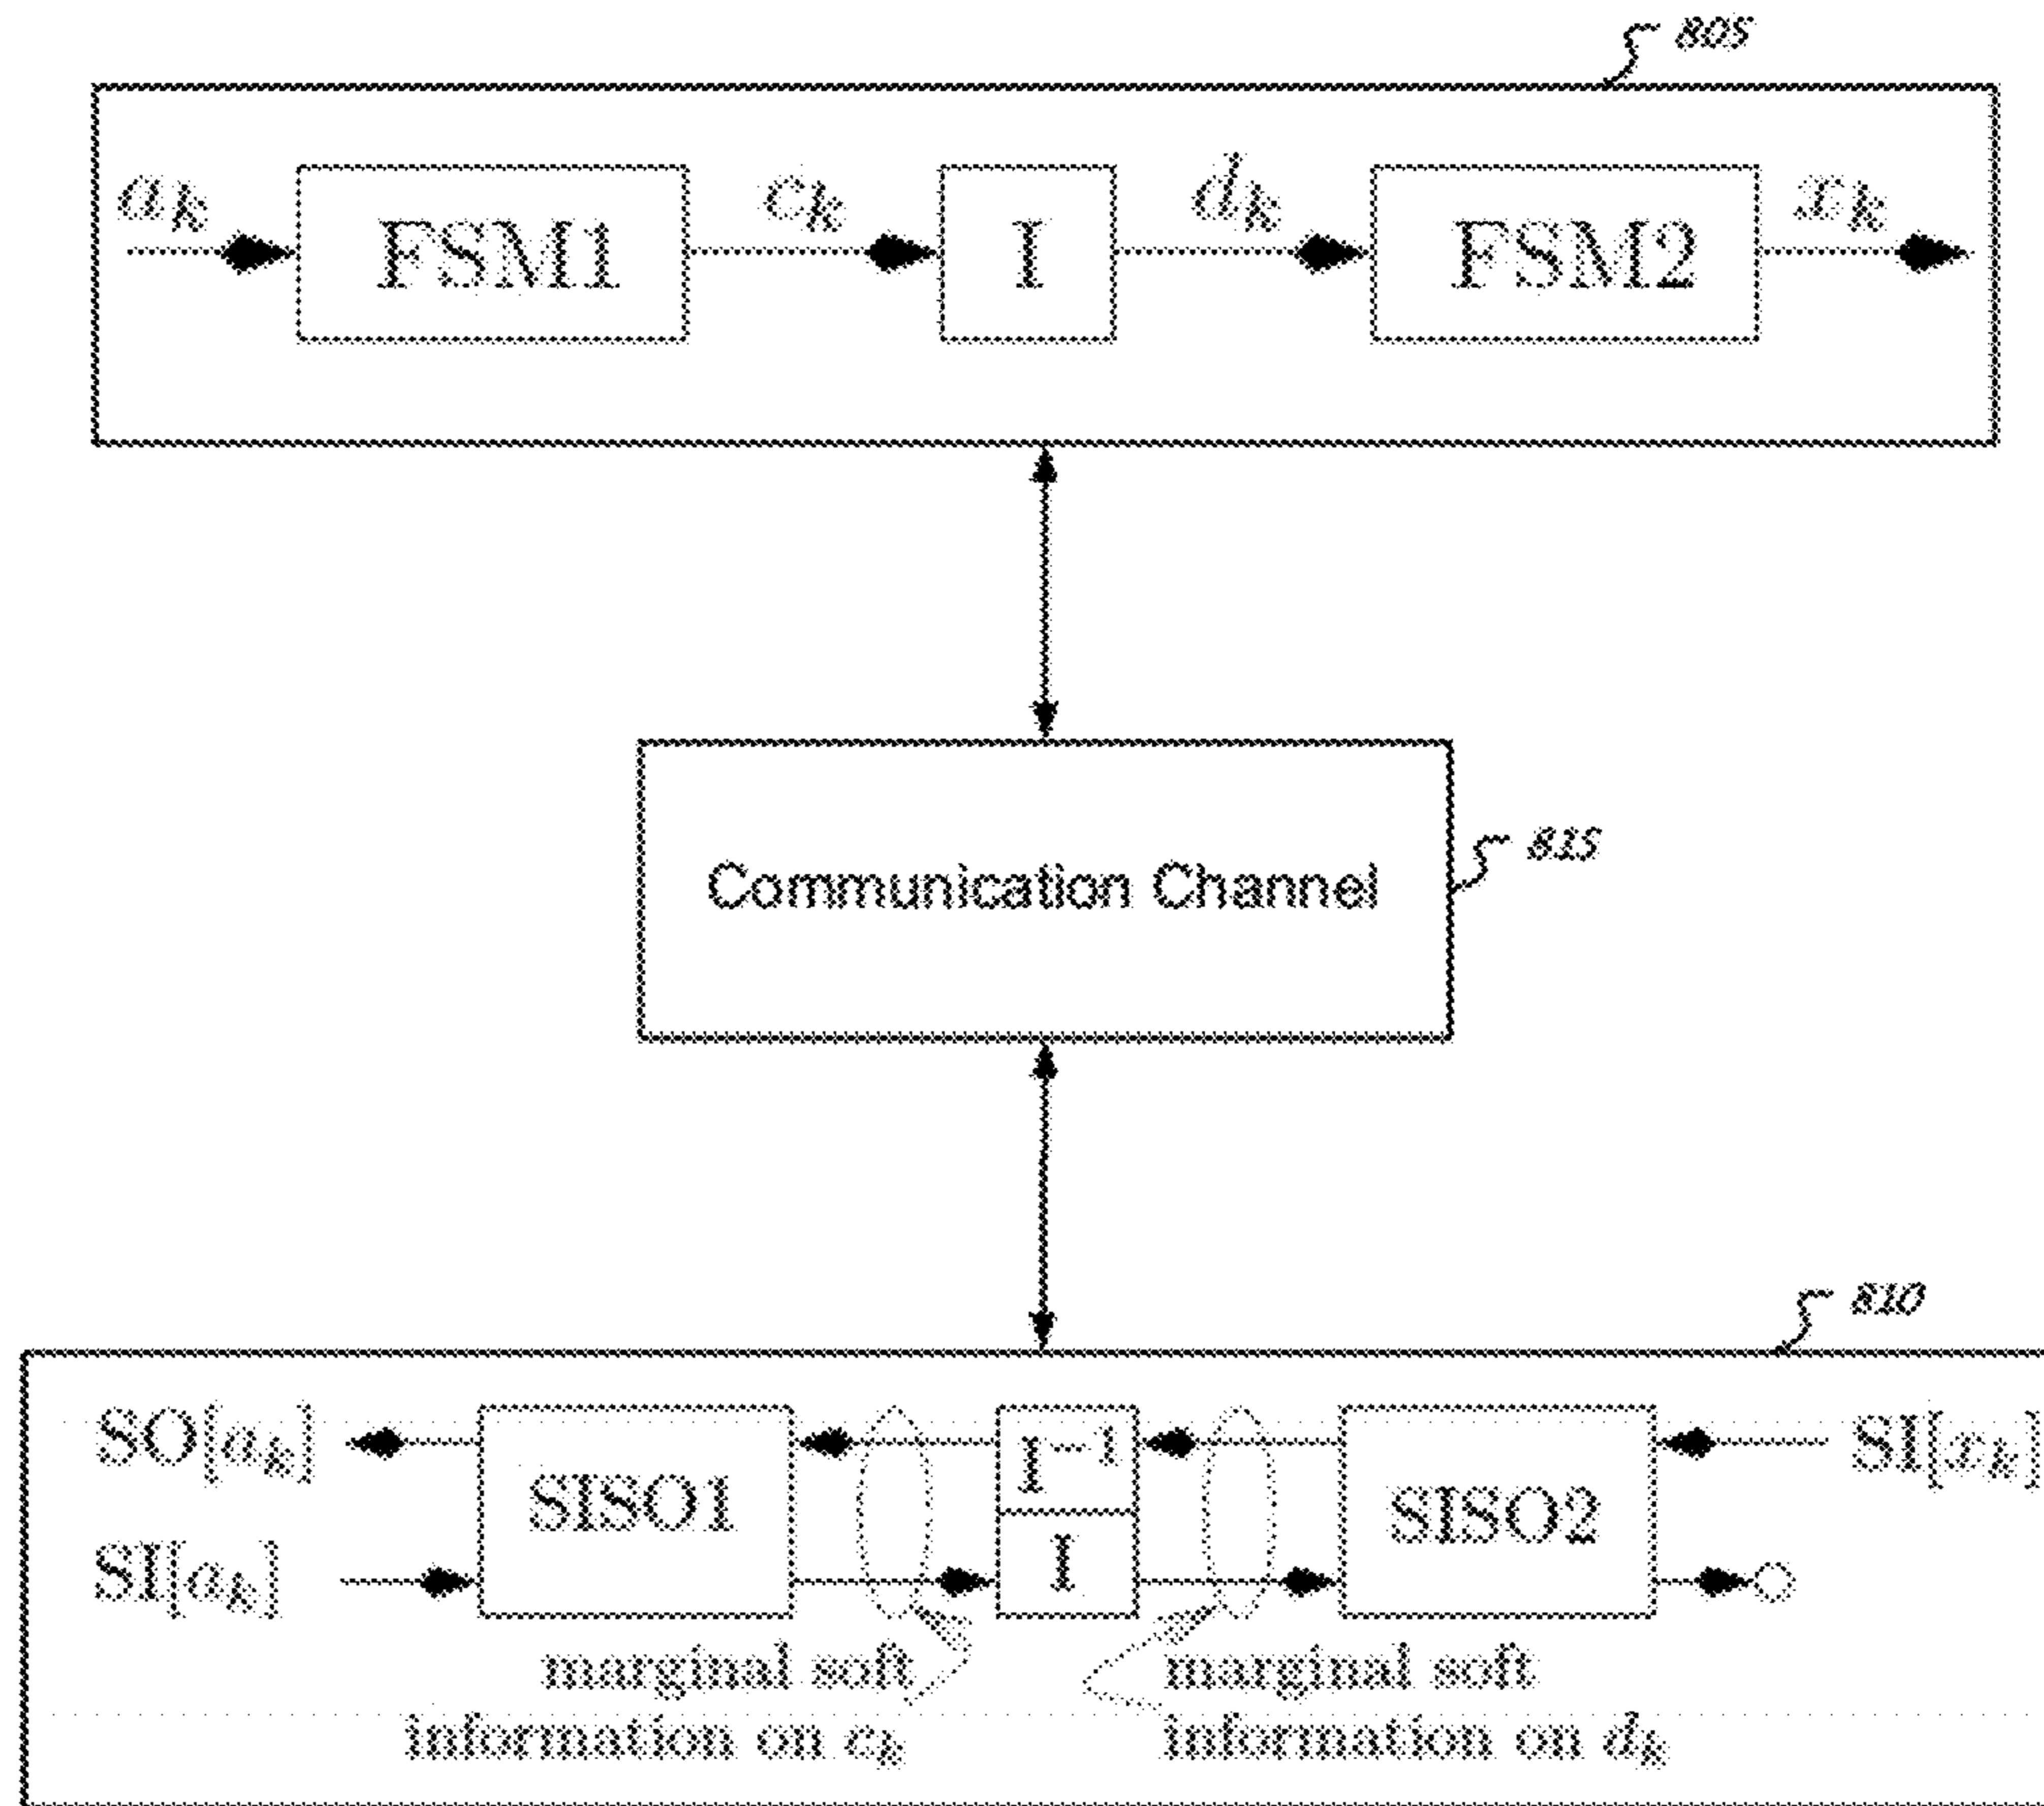 805
a_k
FSM1
c_k
I
d_k
FSM2
x_k
Communication Channel
815
810
SO[a_k]
SI[a_k]
SISO1
I^{-1}
I
SISO2
SI[x_k]
marginal soft
information on c_k
marginal soft
information on d_k